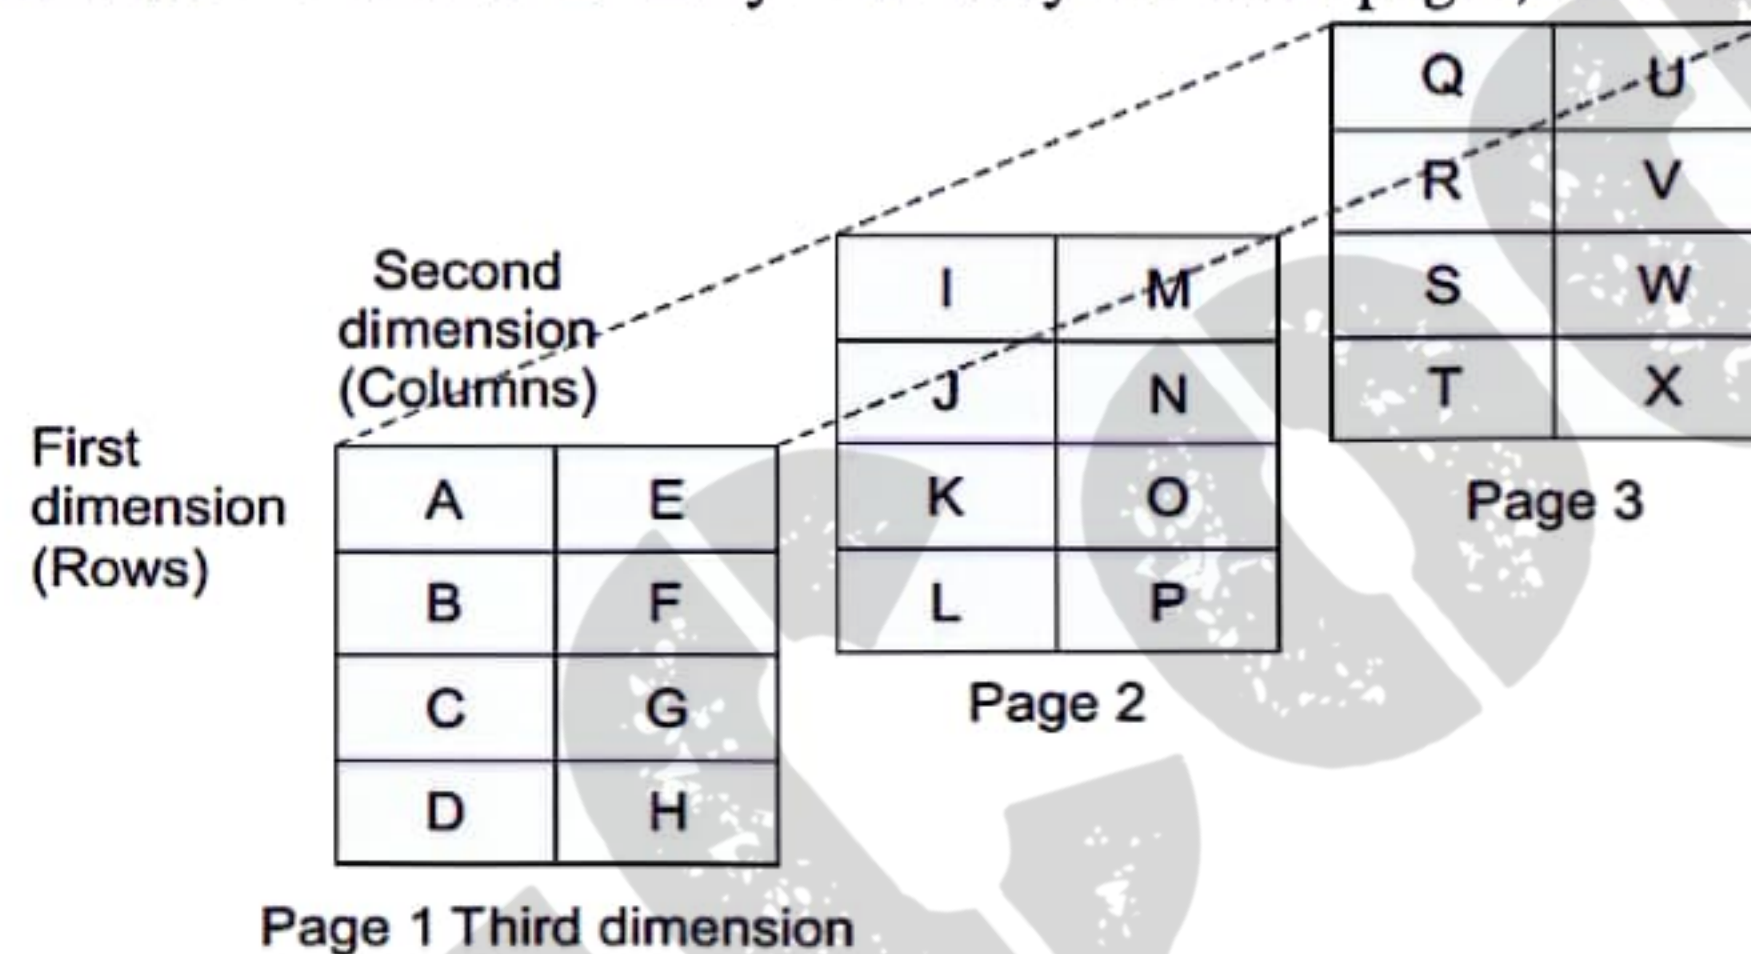 Q U
R V
S W
T X
Page 3
I M
J N
K O
L P
Page 2
Second
dimension
(Columns)
First
dimension
(Rows)
A E
B F
C G
D H
Page 1 Third dimension